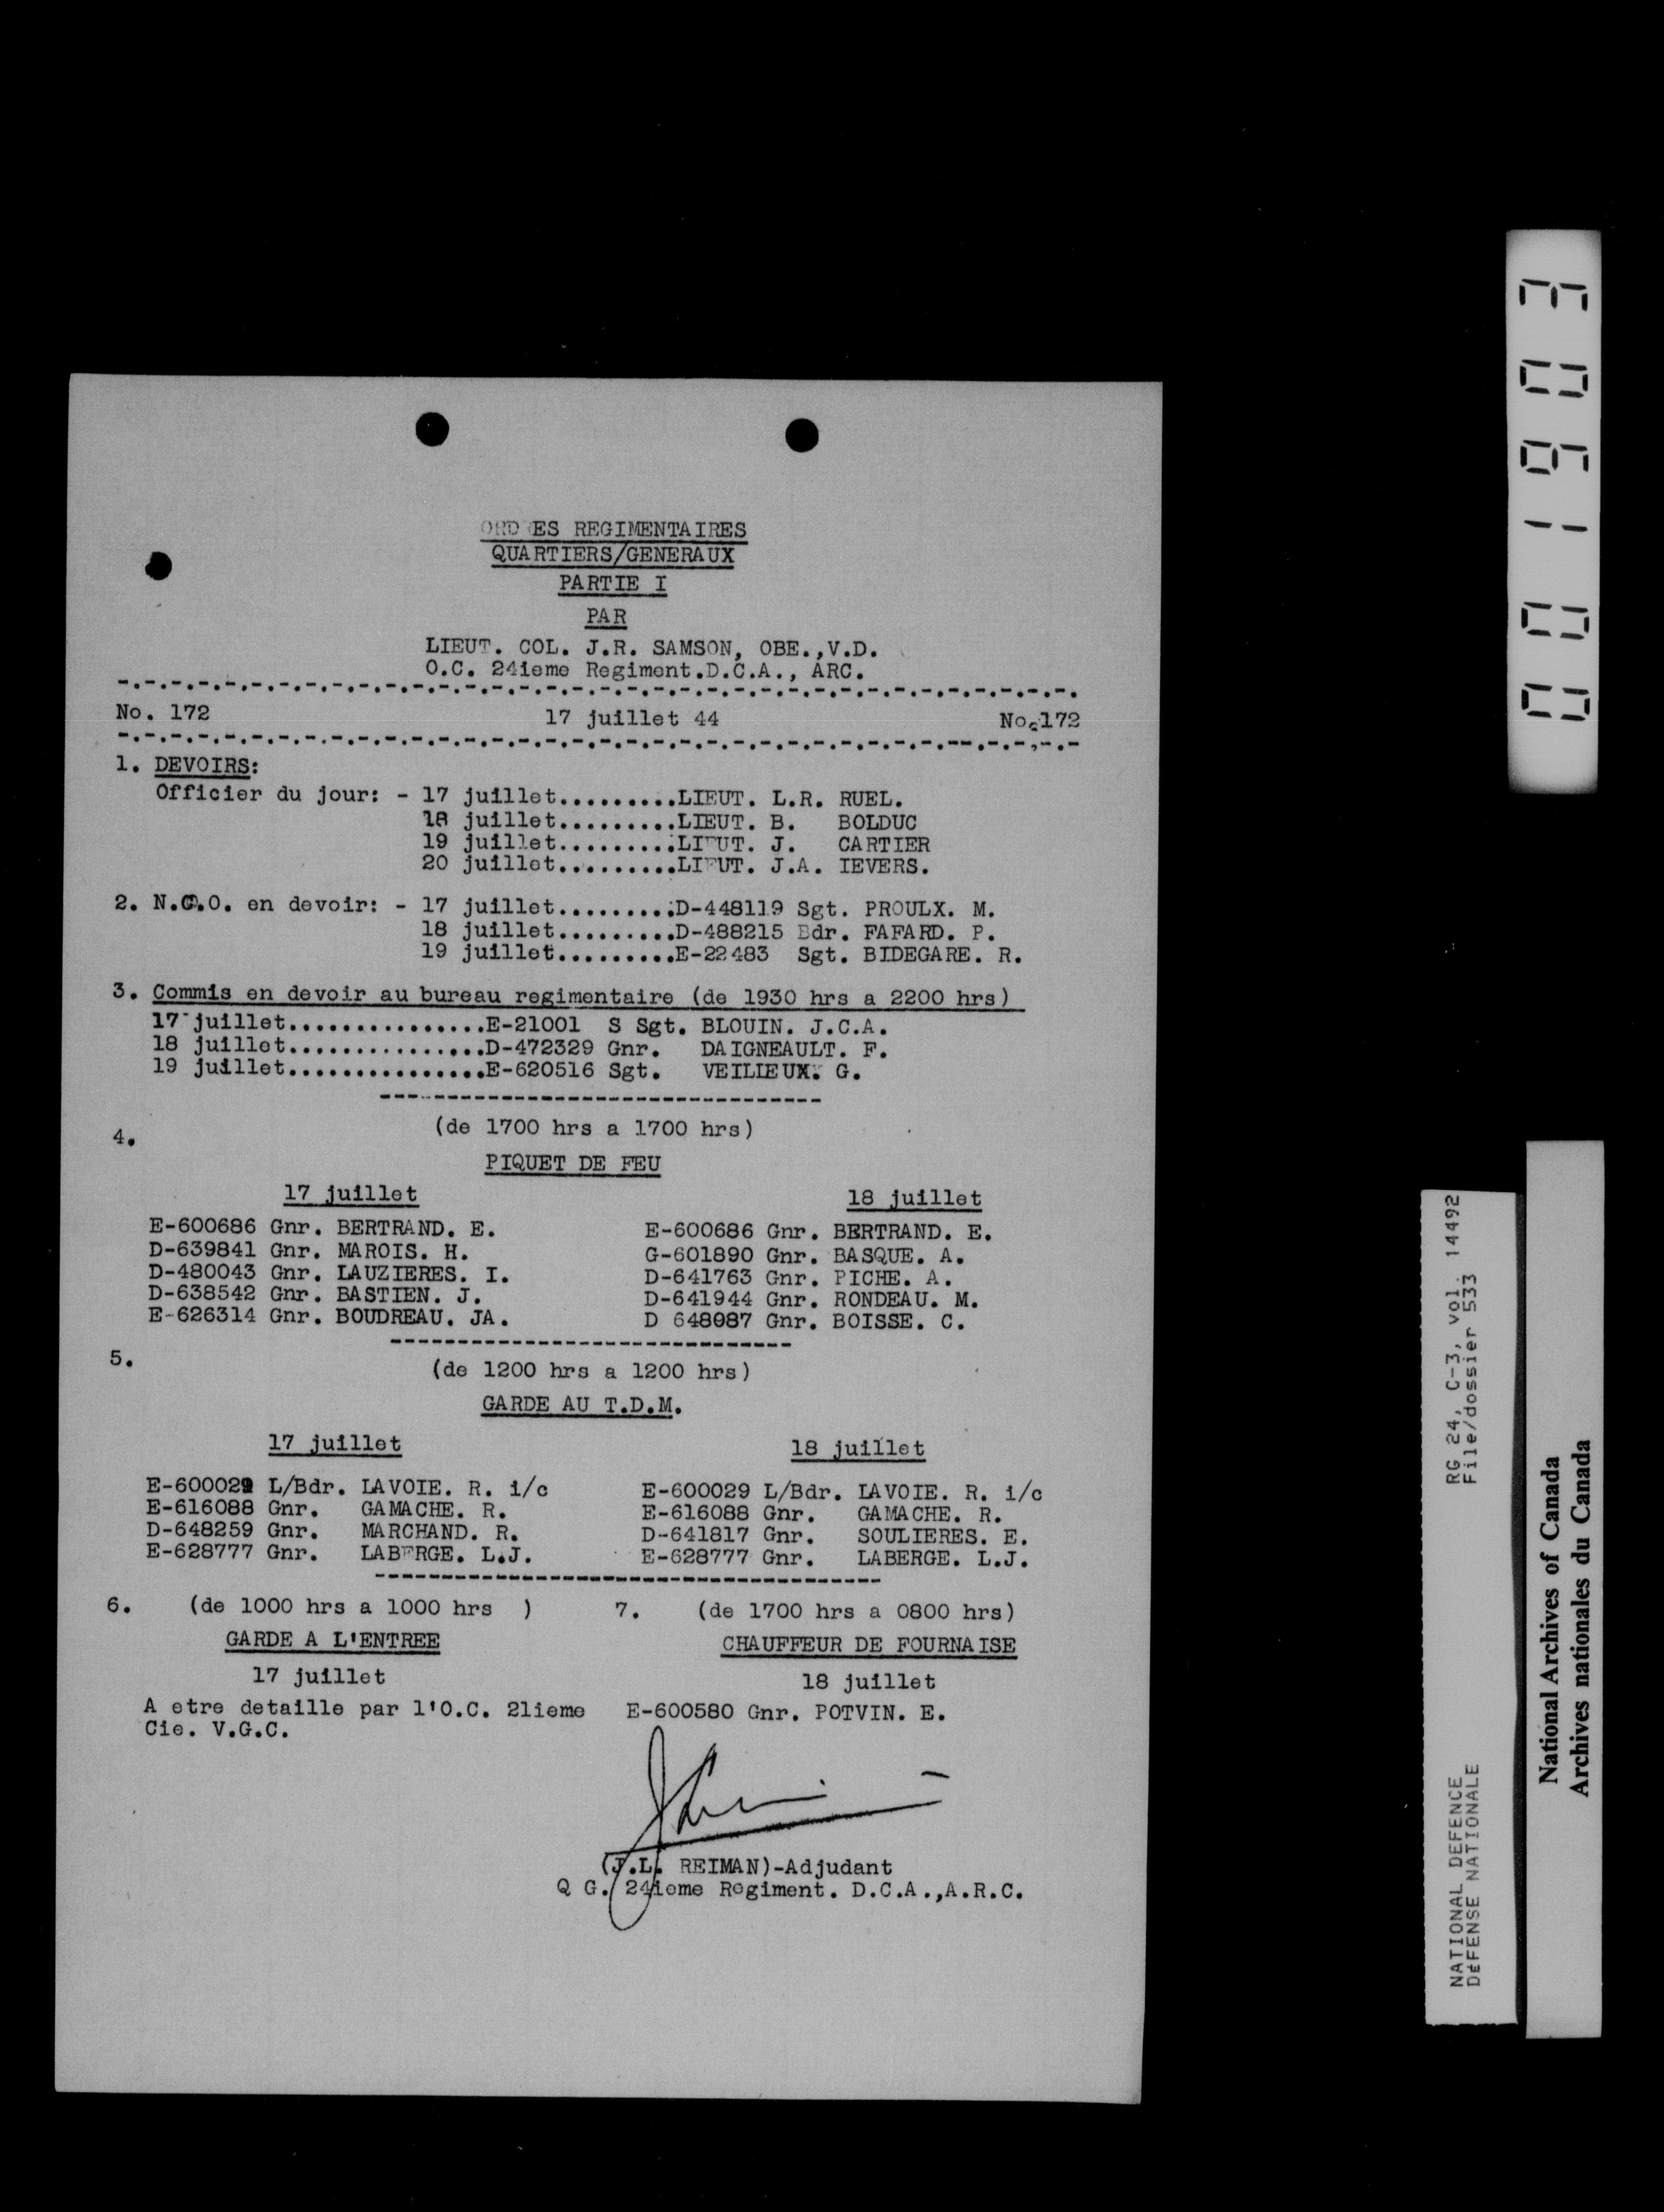 ORDRES REGIMENTAIRES
QUARTIERS/GENERAUX
PARTIE I
PAR
LIEUT. COL. J.R. SAMSON, OBE.,V.D.
O.C. 24ieme Regiment.D.C.A., ARC.
No. 172 17 juillet 44 No.172
1. DEVOIRS:
Officier du jour: - 17 juillet.........LIEUT. L.R. RUEL.
18 juillet.........LIEUT. B. BOLDUC
19 juillet.........LIEUT. J. CARTIER
20 juillet.........LIEUT. J.A. IEVERS.
2. N.C.O. en devoir: - 17 juillet.........D-448119 Sgt. PROULX. M.
18 juillet.........D-488215 Bdr. FAFARD. P.
19 juillet.........E-22483 Sgt. BIDEGARE. R.
3. Commis en devoir au bureau regimentaire (de 1930 hrs a 2200 hrs)
17 juillet...............E-21001 S Sgt. BLOUIN. J.C.A.
18 juillet...............D-472329 Gnr. DAIGNEAULT. F.
19 juillet...............E-620516 Sgt. VEILIEUX. G.
4. (de 1700 hrs a 1700 hrs)
PIQUET DE FEU
17 juillet 18 juillet
E-600686 Gnr. BERTRAND. E. E-600686 Gnr. BERTRAND. E.
D-639841 Gnr. MAROIS. H. G-601890 Gnr. BASQUE. A.
D-480043 Gnr. LAUZIERES. I. D-641763 Gnr. PICHE. A.
D-638542 Gnr. BASTIEN. J. D-641944 Gnr. RONDEAU. M.
E-626314 Gnr. BOUDREAU. JA. D 648087 Gnr. BOISSE. C.
5. (de 1200 hrs a 1200 hrs)
GARDE AU T.D.M.
17 juillet 18 juillet
E-600029 L/Bdr. LAVOIE. R. i/c E-600029 L/Bdr. LAVOIE. R. i/c
E-616088 Gnr. GAMACHE. R. E-616088 Gnr. GAMACHE. R.
D-648259 Gnr. MARCHAND. R. D-641817 Gnr. SOULIERES. E.
E-628777 Gnr. LABERGE. L.J. E-628777 Gnr. LABERGE. L.J.
6. (de 1000 hrs a 1000 hrs ) 7. (de 1700 hrs a 0800 hrs)
GARDE A L'ENTREE CHAUFFEUR DE FOURNAISE
17 juillet 18 juillet
A etre detaille par l'O.C. 21ieme E-600580 Gnr. POTVIN. E.
Cie. V.G.C.
(J.L. REIMAN)-Adjudant
Q G. 24ieme Regiment. D.C.A.,A.R.C.
001603
NATIONAL DEFENCE RG 24, C-3, vol. 14492
DÉFENSE NATIONALE File/dossier 533
National Archives of Canada
Archives nationales du Canada